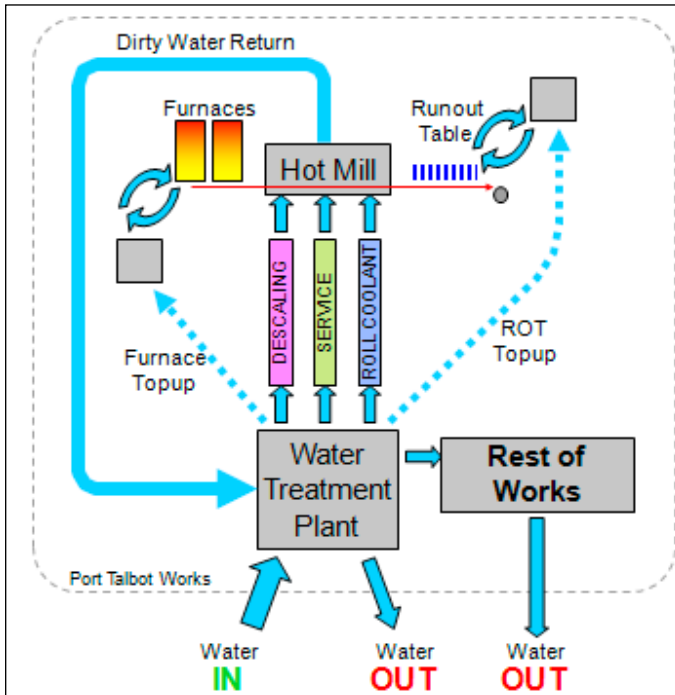 Dirty Water Return
Furnaces
Runout
Table
Hot Mill
DESCALING
SERVICE
ROLL COOLANT
Furnace
Topup
ROT
Topup
Water
Treatment
Plant
Rest of
Works
Port Talbot Works
Water
IN
Water
OUT
Water
OUT